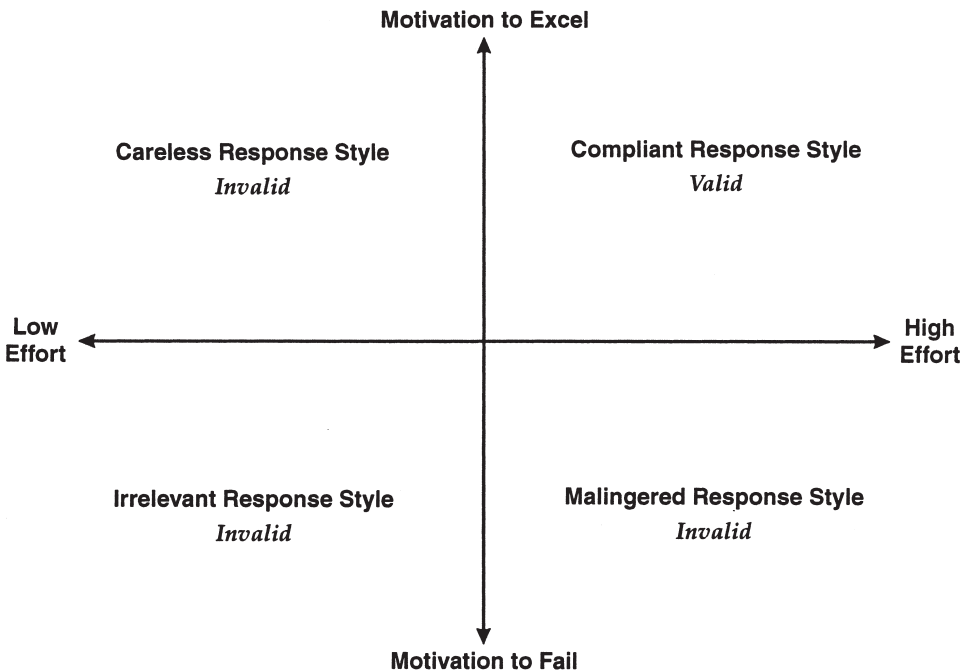 Motivation to Excel
Careless Response Style
Invalid
Compliant Response Style
Valid
Low
Effort
High
Effort
Irrelevant Response Style
Invalid
Malingered Response Style
Invalid
Motivation to Fail